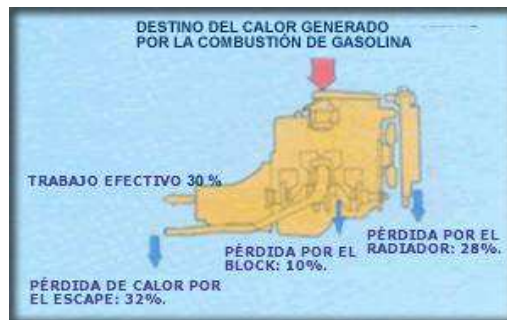 DESTINO DEL CALOR GENERADO
POR LA COMBUSTIÓN DE GASOLINA
TRABAJO EFECTIVO 30 %
PÉRDIDA POR EL
RADIADOR: 28%.
PÉRDIDA POR EL
BLOCK: 10%.
PÉRDIDA DE CALOR POR
EL ESCAPE: 32%.